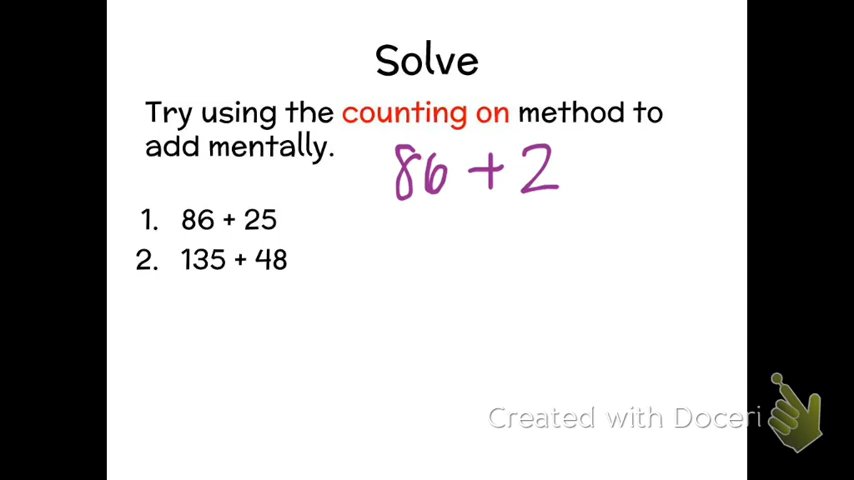 Solve
Try using the counting on method to
add mentally.
86 + 2
1. 86 + 25
2. 135 + 48
Created with Doceri